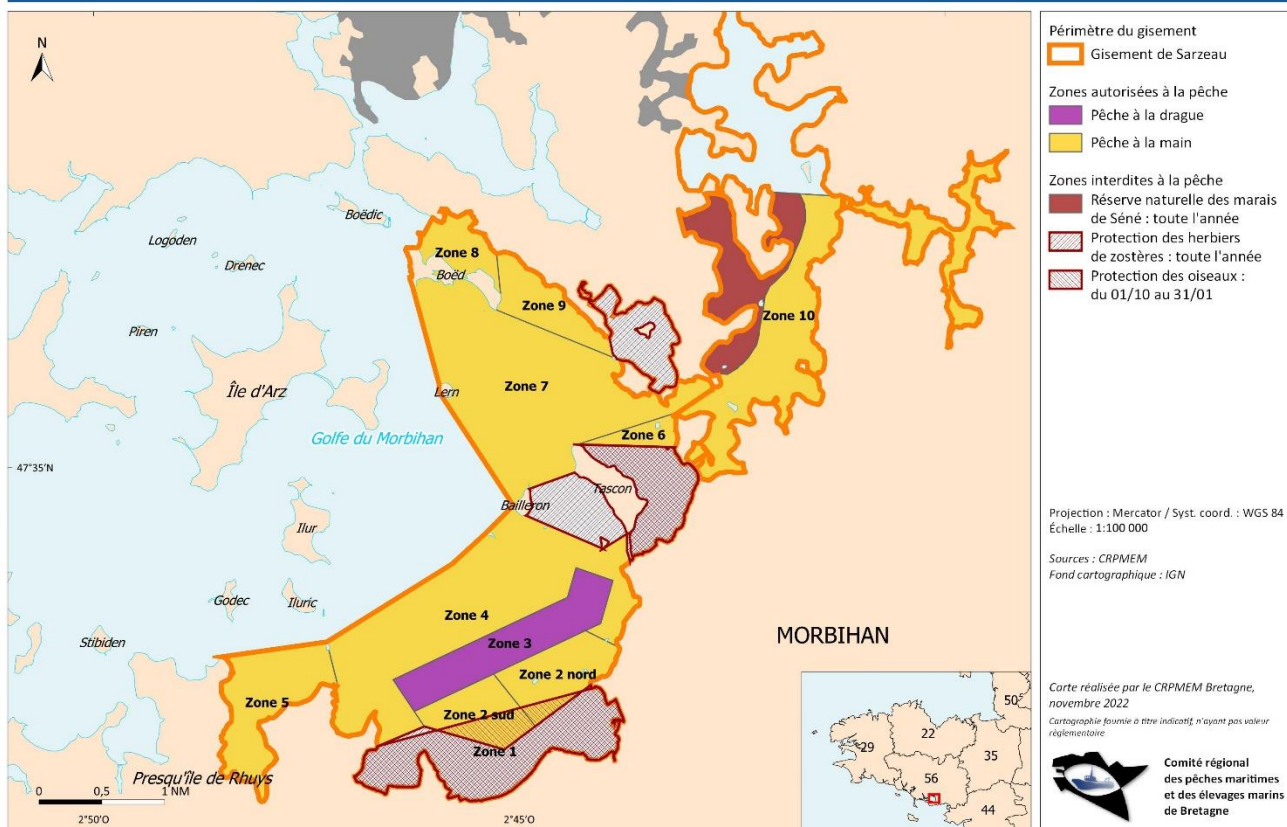 N
Boëdic
Logoden
Drenec
Zone 8
Boëd
Zone 9
Piren
Zone 10
Île d'Arz
Lern
Zone 7
Golfe du Morbihan
Zone 6
47°35'N
Tascon
Bailleron
Ilur
Godec
Iluric
Zone 4
Stibiden
Zone 3
MORBIHAN
Zone 2 nord
Zone 5
Zone 2 sud
Zone 1
Presqu'île de Rhuys
0 0,5 1 NM
2°50'O
2°45'O
50
22
29
35
56
44
Périmètre du gisement
Gisement de Sarzeau
Zones autorisées à la pêche
Pêche à la drague
Pêche à la main
Zones interdites à la pêche
Réserve naturelle des marais
de Séné : toute l'année
Protection des herbiers
de zostères : toute l'année
Protection des oiseaux :
du 01/10 au 31/01
Projection : Mercator / Syst. coord. : WGS 84
Échelle : 1:100 000
Sources : CRPMEM
Fond cartographique : IGN
Carte réalisée par le CRPMEM Bretagne,
novembre 2022
Cartographie fournie à titre indicatif, n'ayant pas valeur
règlementaire
Comité régional
des pêches maritimes
et des élevages marins
de Bretagne